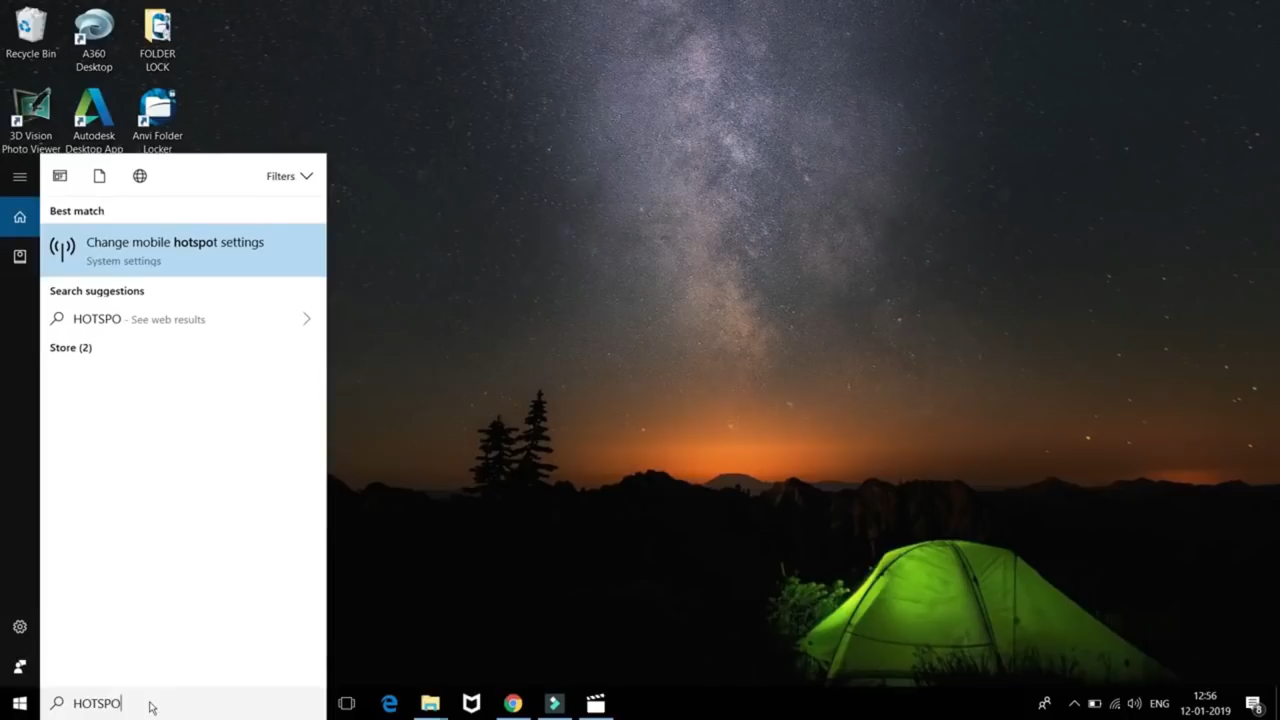 Recycle Bin
A360
Desktop
FOLDER
LOCK
3D Vision
Photo Viewer
Autodesk
Desktop App
Anvi Folder
Locker
Filters
Best match
Change mobile hotspot settings
System settings
Search suggestions
HOTSPO - See web results
Store (2)
HOTSPO
ENG
12:56
12-01-2019
8